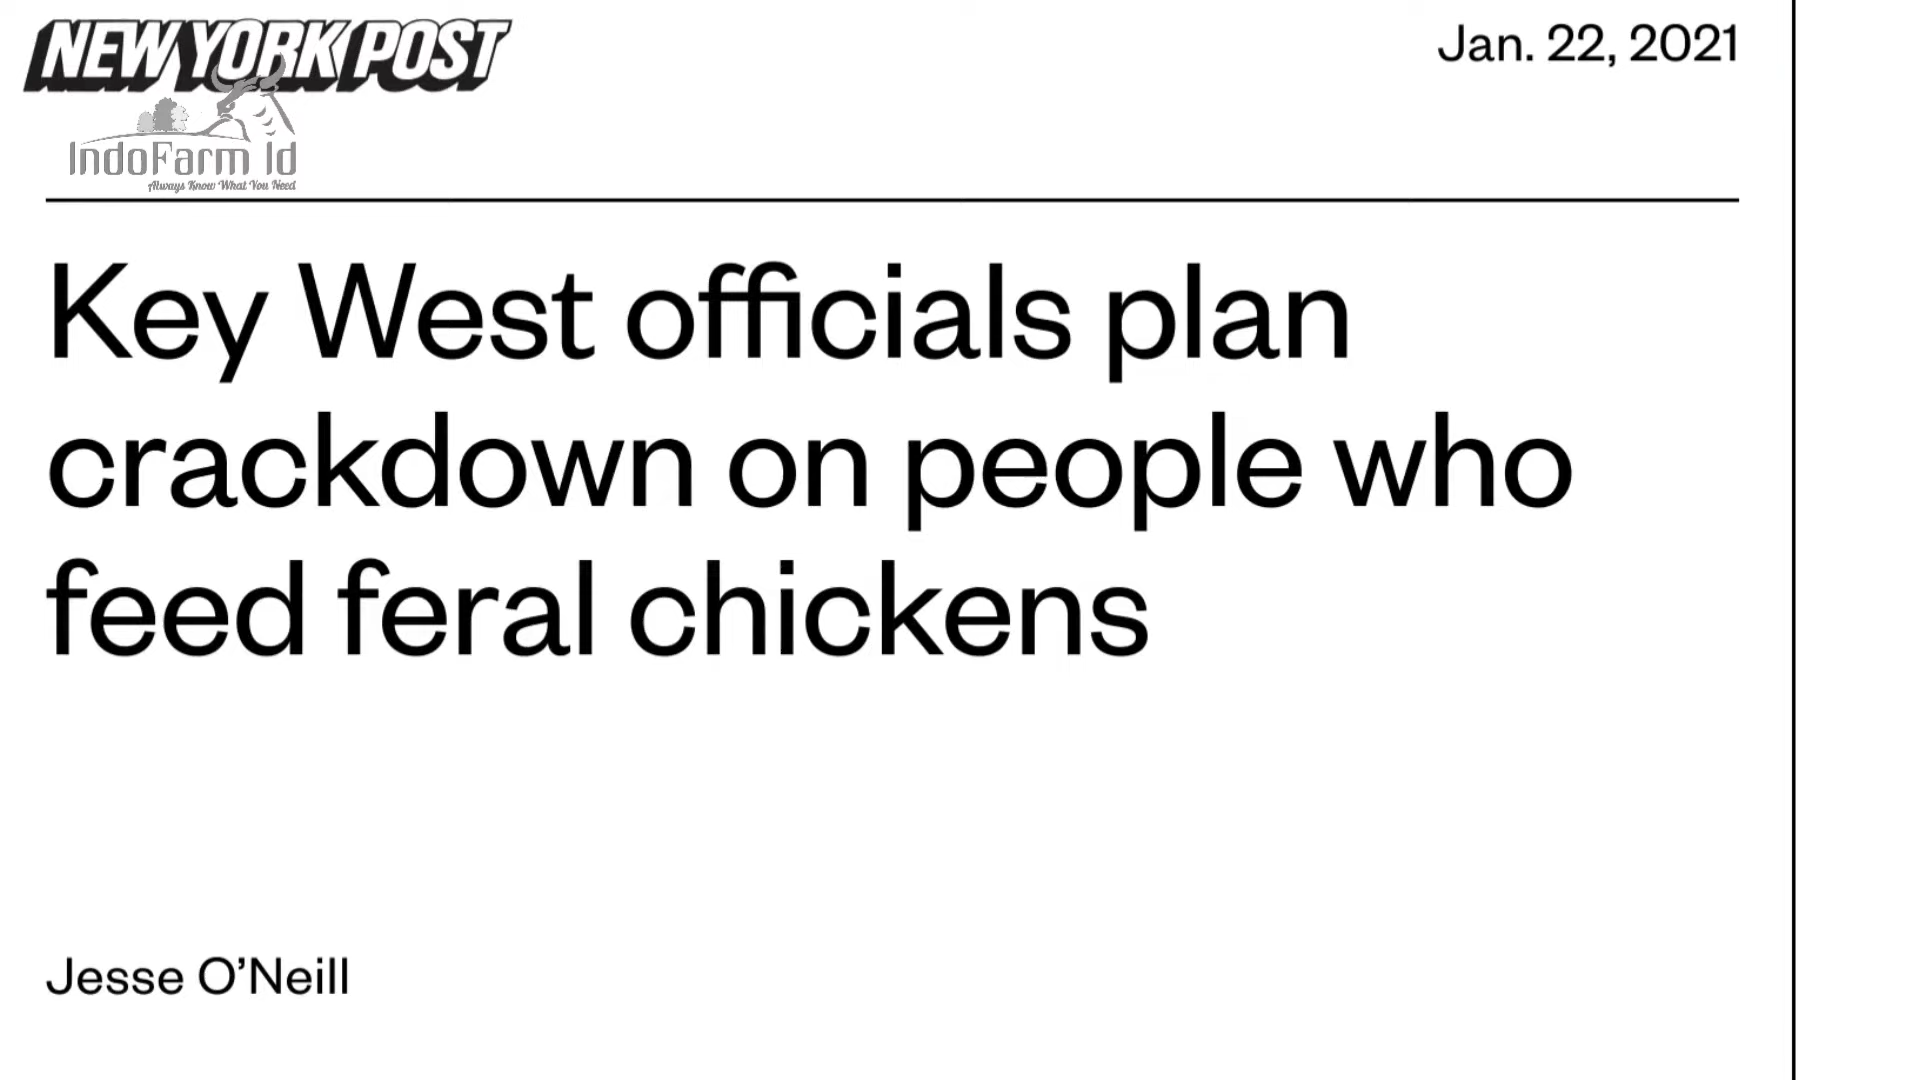 NEW YORK POST
Jan. 22, 2021
IndoFarm Id
Always Know What You Need
Key West officials plan
crackdown on people who
feed feral chickens
Jesse O’Neill